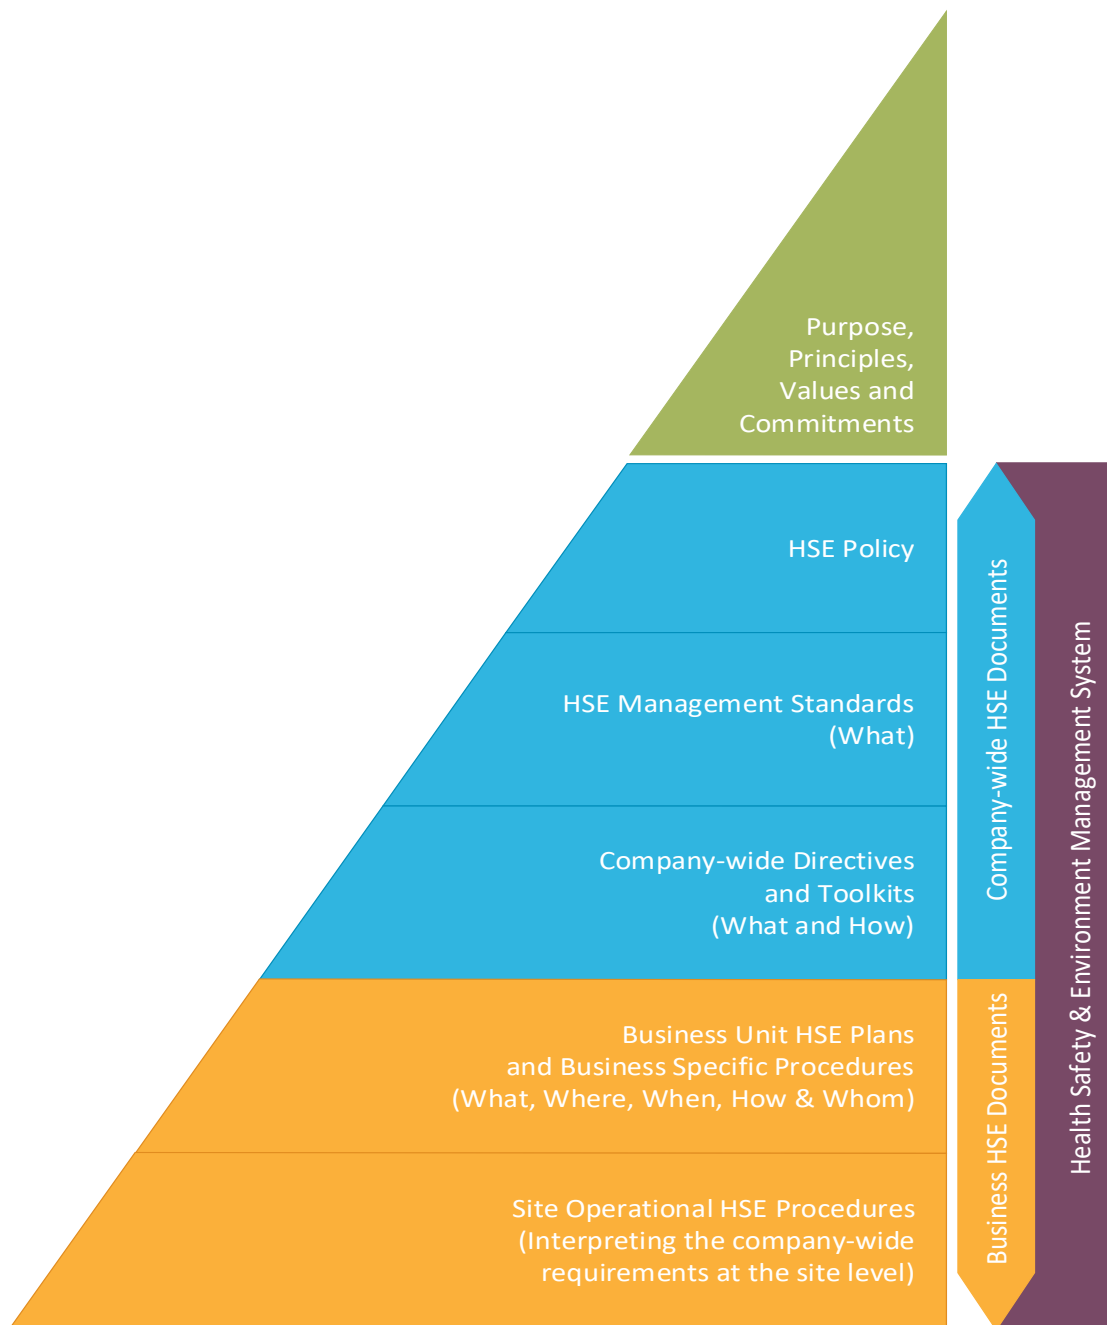 Purpose,
Principles,
Values and
Commitments
HSE Policy
HSE Management Standards
(What)
Company-wide Directives
and Toolkits
(What and How)
Business Unit HSE Plans
and Business Specific Procedures
(What, Where, When, How & Whom)
Site Operational HSE Procedures
(Interpreting the company-wide
requirements at the site level)
Company-wide HSE Documents
Business HSE Documents
Health Safety & Environment Management System